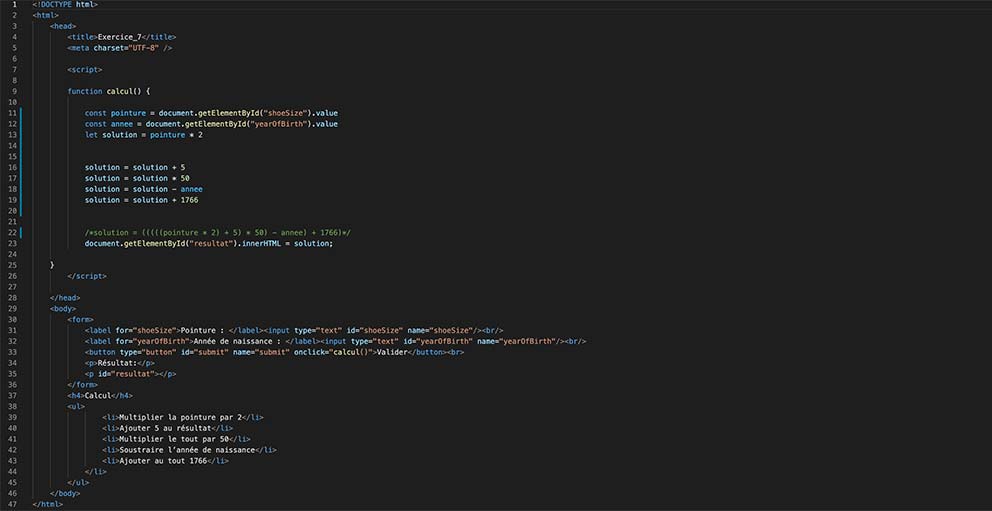 1 <!DOCTYPE html>
2 <html>
3 <head>
4 <title>Exercice_7</title>
5 <meta charset="UTF-8" />
6
7 <script>
8
9 function calcul() {
10
11 const pointure = document.getElementById("shoeSize").value
12 const annee = document.getElementById("yearOfBirth").value
13 let solution = pointure * 2
14
15
16 solution = solution + 5
17 solution = solution * 50
18 solution = solution - annee
19 solution = solution + 1766
20
21
22 /*solution = (((((pointure * 2) + 5) * 50) - annee) + 1766)*/
23 document.getElementById("resultat").innerHTML = solution;
24
25 }
26 </script>
27
28 </head>
29 <body>
30 <form>
31 <label for="shoeSize">Pointure : </label><input type="text" id="shoeSize" name="shoeSize"/><br/>
32 <label for="yearOfBirth">Année de naissance : </label><input type="text" id="yearOfBirth" name="yearOfBirth"/><br/>
33 <button type="button" id="submit" name="submit" onclick="calcul()">Valider</button><br>
34 <p>Résultat:</p>
35 <p id="resultat"></p>
36 </form>
37 <h4>Calcul</h4>
38 <ul>
39 <li>Multiplier la pointure par 2</li>
40 <li>Ajouter 5 au résultat</li>
41 <li>Multiplier le tout par 50</li>
42 <li>Soustraire l'année de naissance</li>
43 <li>Ajouter au tout 1766</li>
44 </li>
45 </ul>
46 </body>
47 </html>